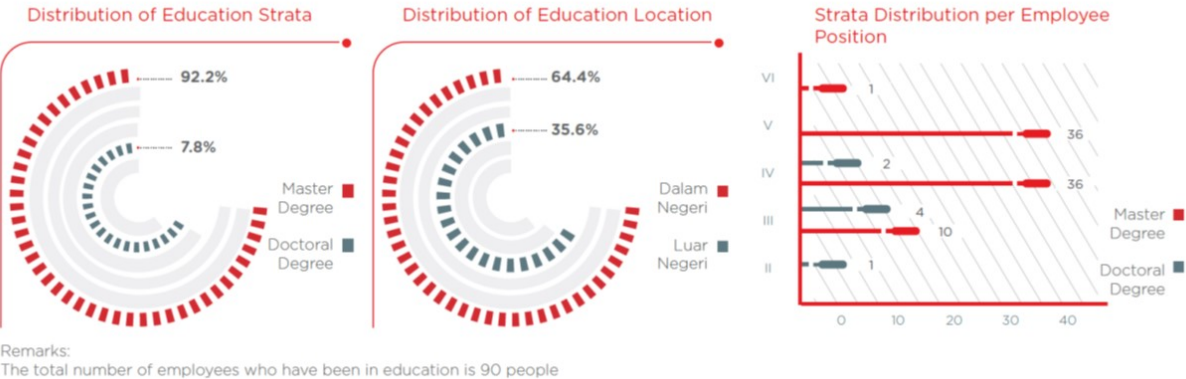 Distribution of Education Strata
92.2%
7.8%
Master
Degree
Doctoral
Degree
Distribution of Education Location
64.4%
35.6%
Dalam
Negeri
Luar
Negeri
Strata Distribution per Employee
Position
VI
1
V
36
IV
2
36
III
4
10
II
1
0 10 20 30 40
Master
Degree
Doctoral
Degree
Remarks:
The total number of employees who have been in education is 90 people